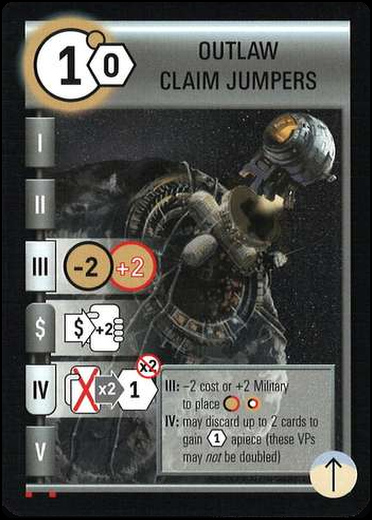 1 0
OUTLAW
CLAIM JUMPERS
I
II
III -2 +2
$ $ +2
x2
IV x2 1
III: –2 cost or +2 Military
to place
IV: may discard up to 2 cards to
gain 1 apiece (these VPs
may not be doubled)
V